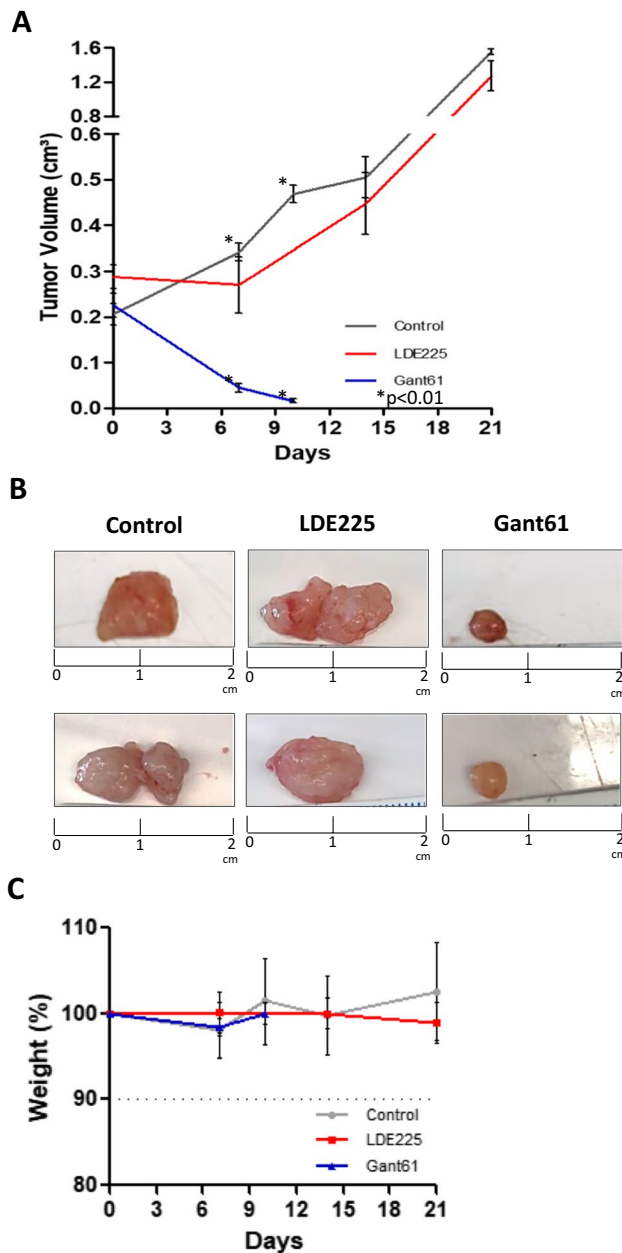 A
Tumor Volume (cm³)
1.6
1.2
0.8
0.6
0.5
0.4
0.3
0.2
0.1
0.0
*
*
*
*
Control
LDE225
Gant61
*p<0.01
0 3 6 9 12 15 18 21
Days
B
Control LDE225 Gant61
0 1 2 0 1 2 0 1 2
cm cm cm
0 1 2 0 1 2 0 1 2
cm cm cm
C
Weight (%)
110
100
90
80
Control
LDE225
Gant61
0 3 6 9 12 15 18 21
Days